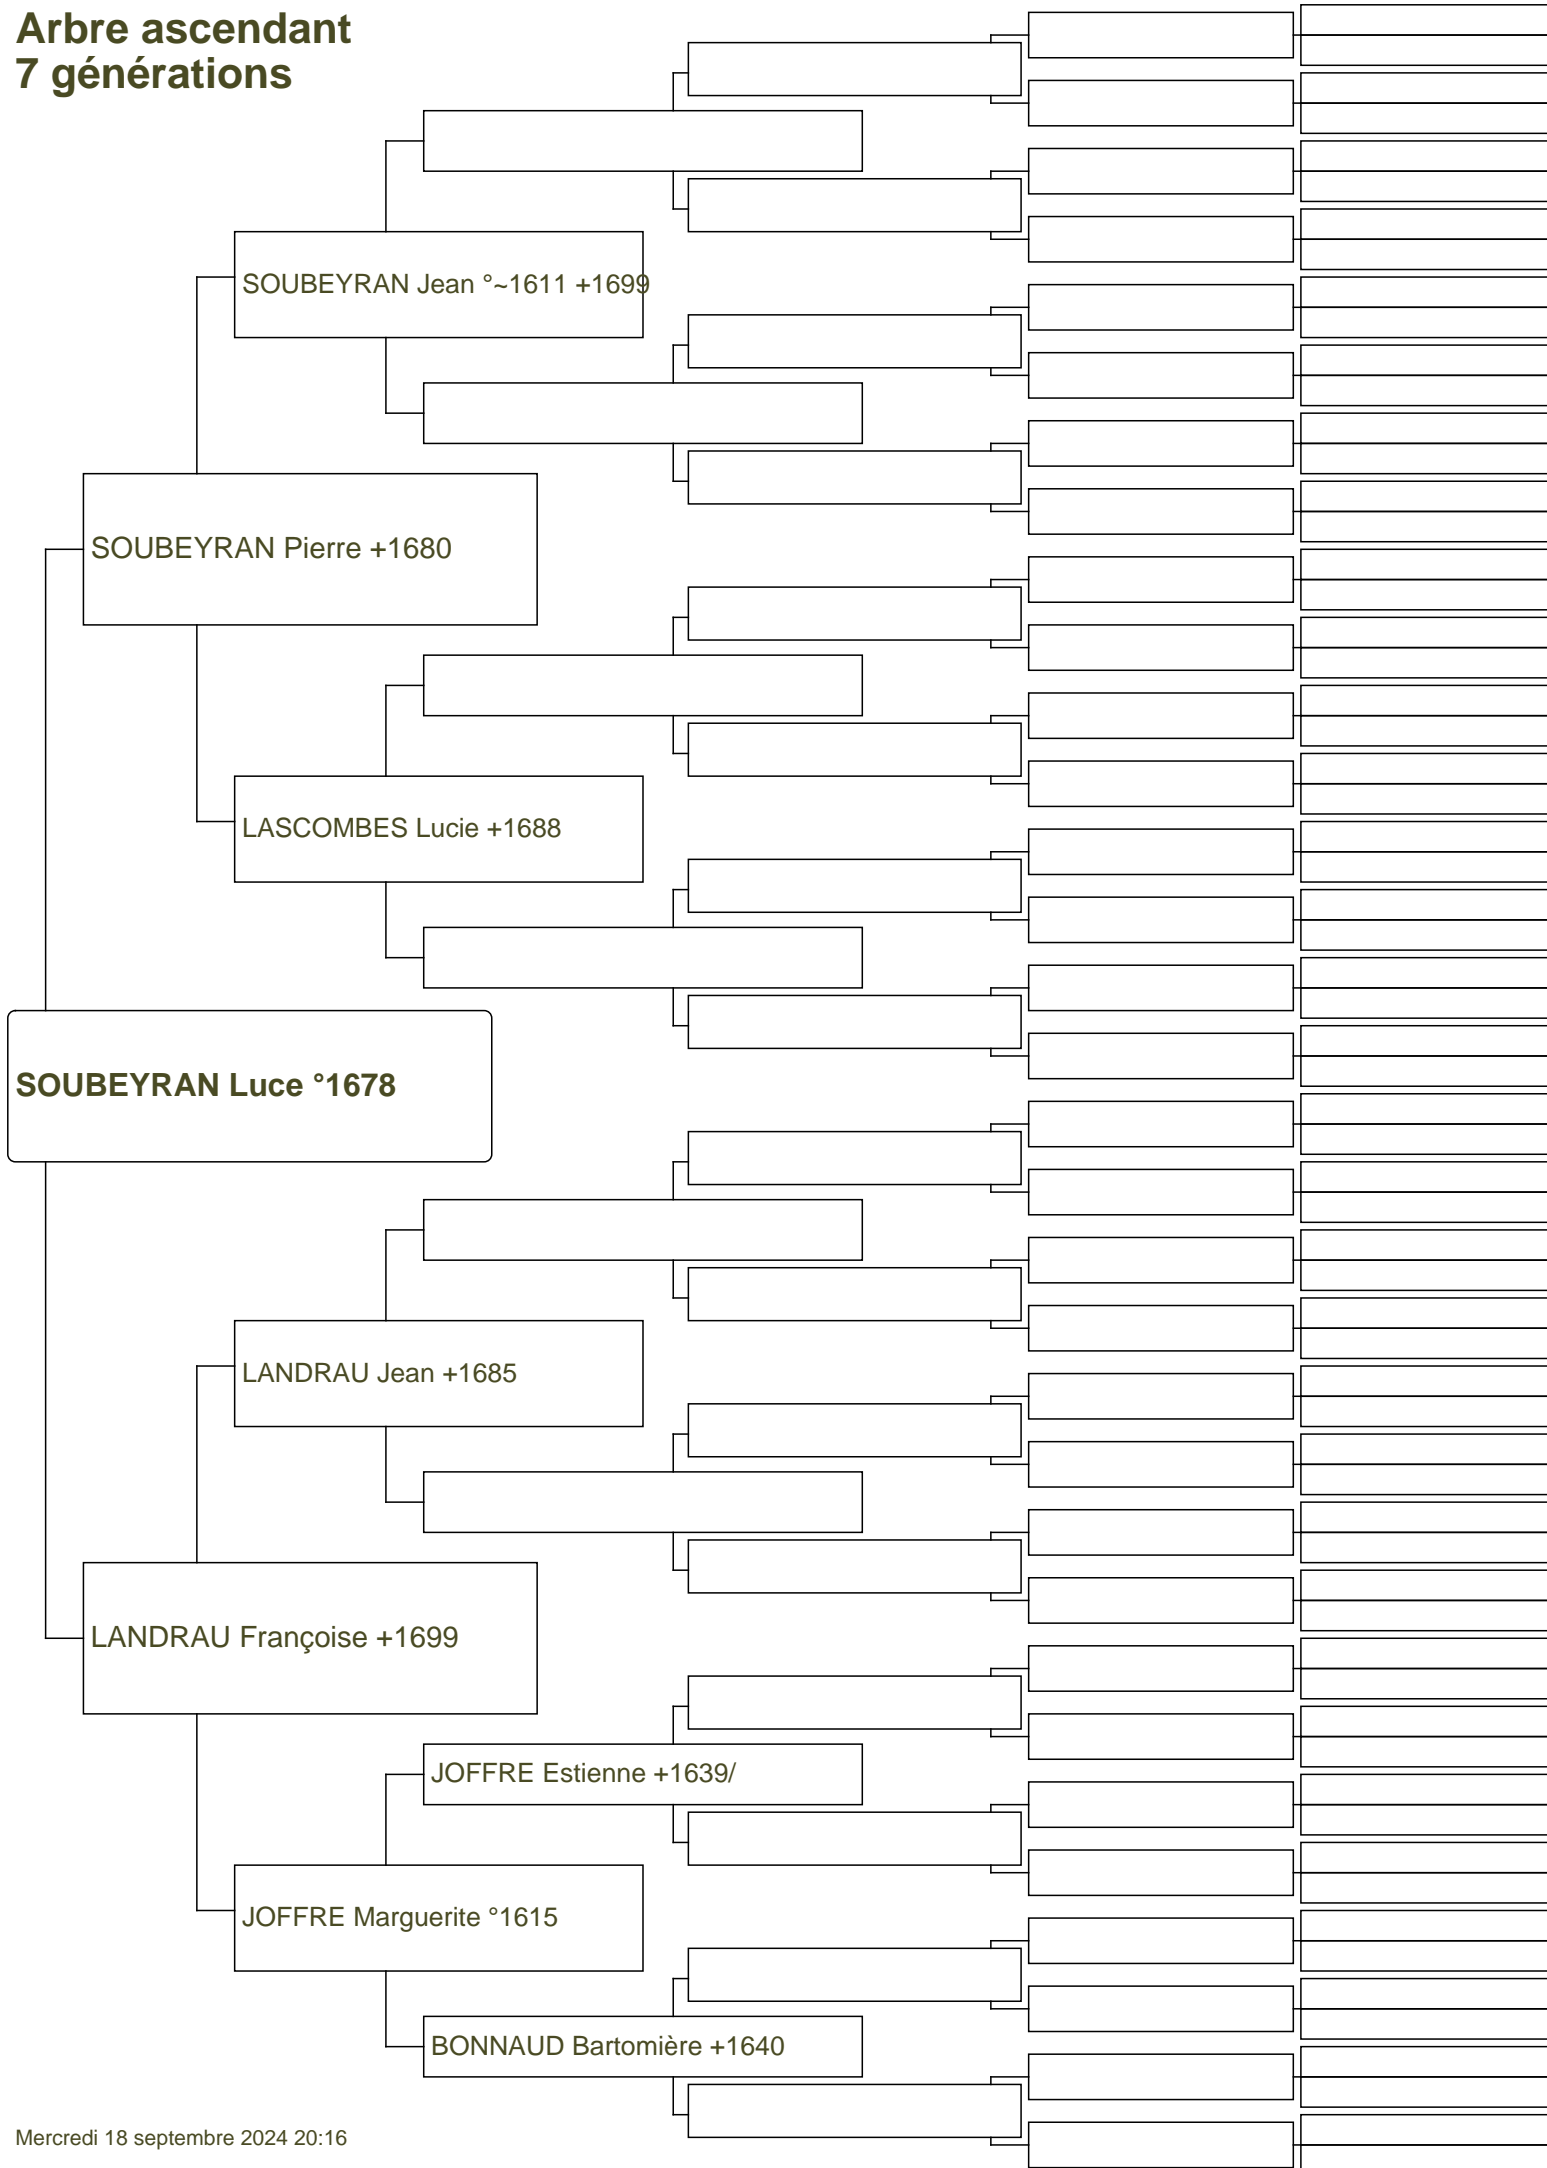 Arbre ascendant
7 générations
SOUBEYRAN Jean °~1611 +1699
SOUBEYRAN Pierre +1680
LASCOMBES Lucie +1688
SOUBEYRAN Luce °1678
LANDRAU Jean +1685
LANDRAU Françoise +1699
JOFFRE Estienne +1639/
JOFFRE Marguerite °1615
BONNAUD Bartomière +1640
Mercredi 18 septembre 2024 20:16